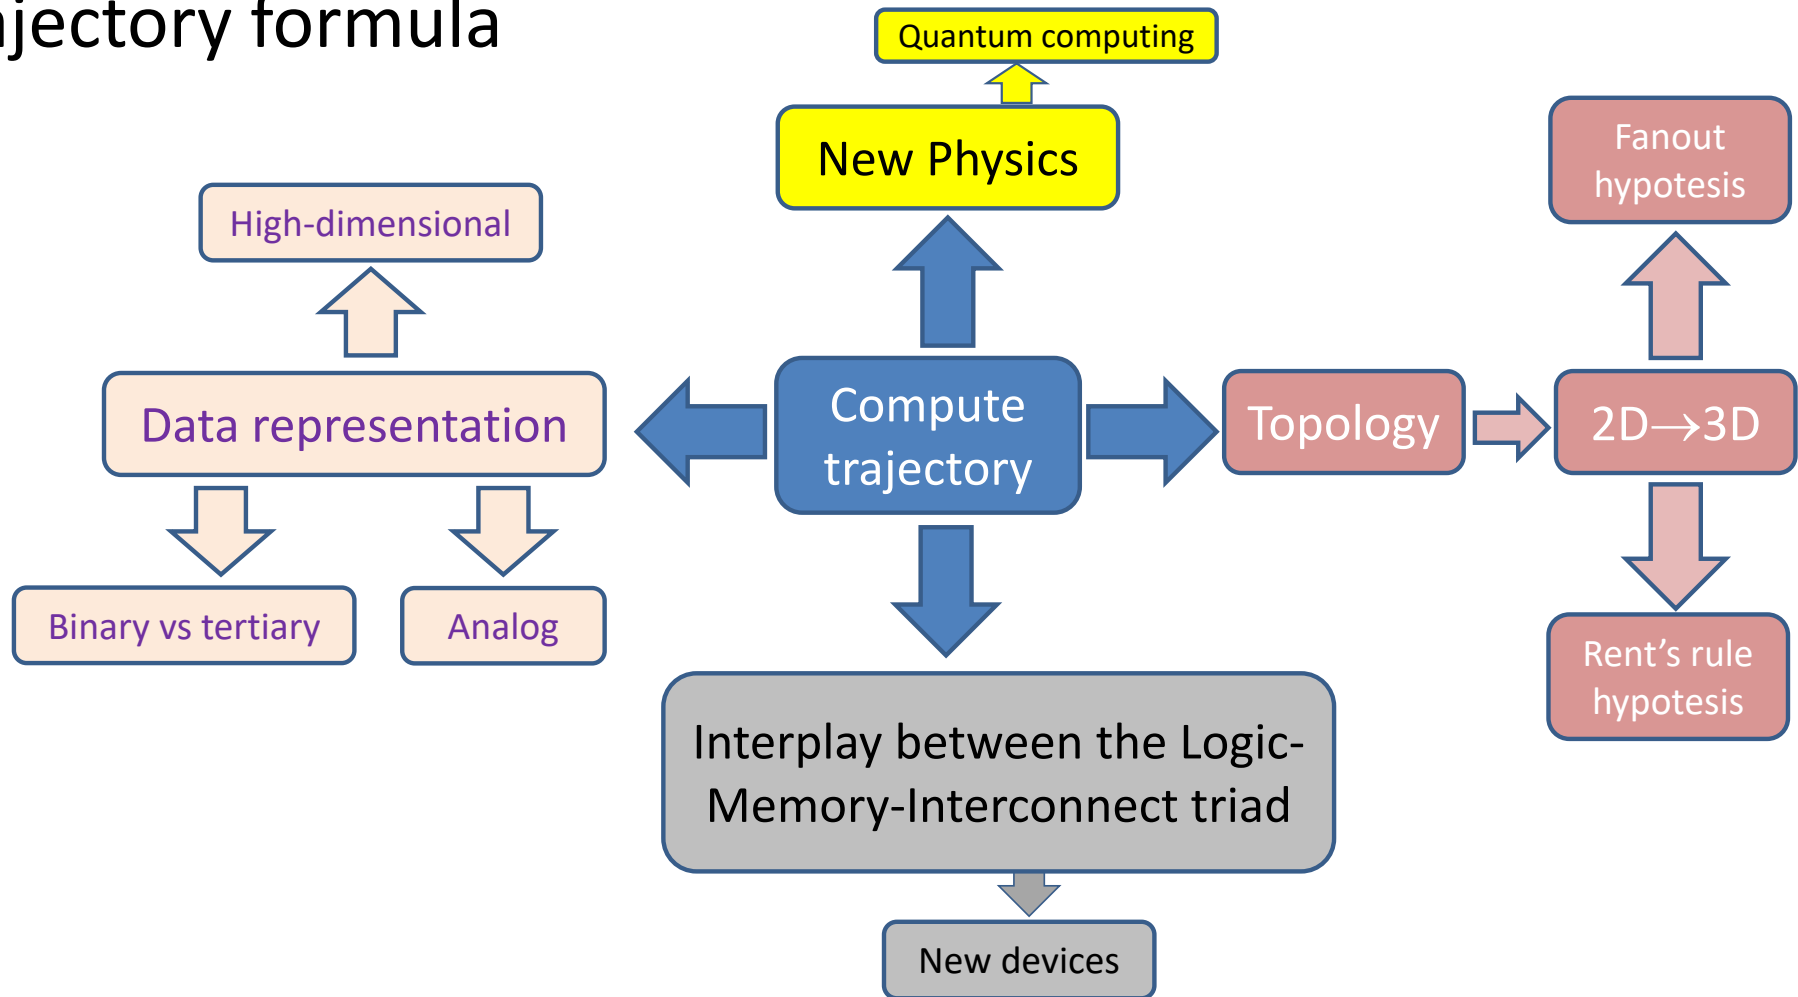 ajectory formula
Quantum computing
New Physics
Fanout
hypotesis
High-dimensional
Data representation
Compute
trajectory
Topology
2D→3D
Binary vs tertiary
Analog
Rent's rule
hypotesis
Interplay between the Logic-
Memory-Interconnect triad
New devices